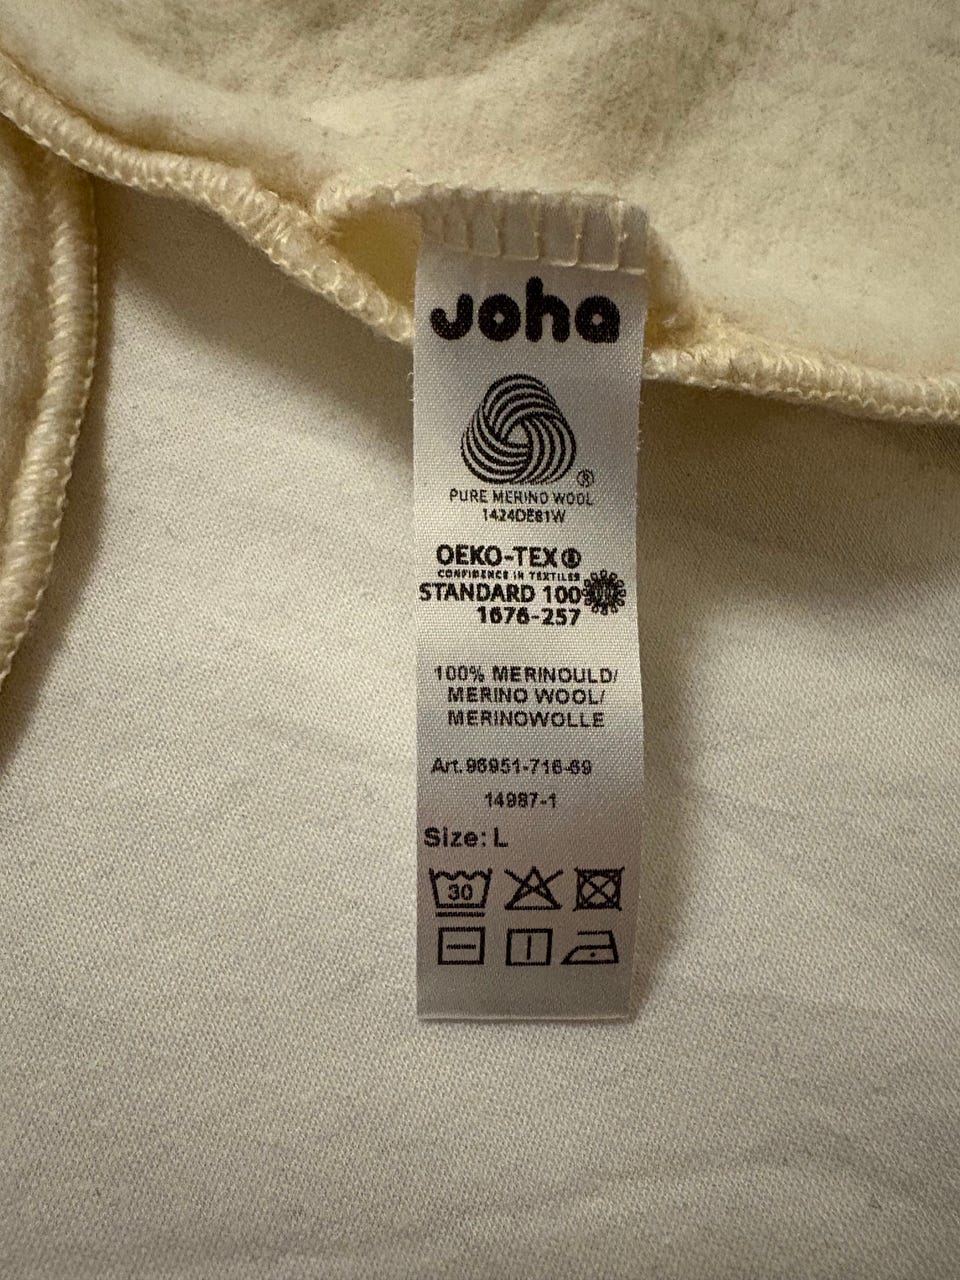 Joha
®
PURE MERINO WOOL
1424DE81W
OEKO-TEX®
CONFIDENCE IN TEXTILES
STANDARD 100
1676-257
100% MERINOULD/
MERINO WOOL/
MERINOWOLLE
Art.96951-716-69
14987-1
Size: L
30